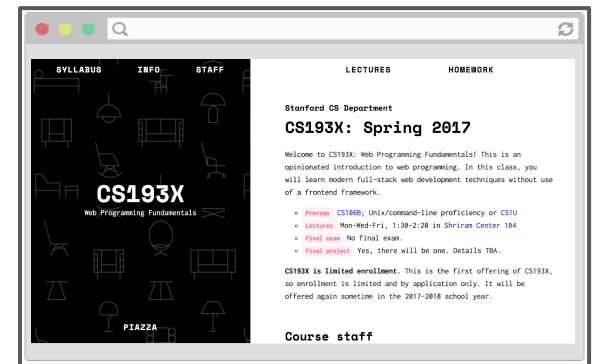 SYLLABUS INFO STAFF
LECTURES HOMEWORK
CS193X
Web Programming Fundamentals
PIAZZA
Stanford CS Department
CS193X: Spring 2017
Welcome to CS193X: Web Programming Fundamentals! This is an
opinionated introduction to web programming. In this class, you
will learn modern full-stack web development techniques without use
of a frontend framework.
Prereqs CS106B; Unix/command-line proficiency or CS1U
Lectures Mon-Wed-Fri, 1:30-2:20 in Shriram Center 104
Final exam No final exam.
Final project Yes, there will be one. Details TBA.
CS193X is limited enrollment. This is the first offering of CS193X,
so enrollment is limited and by application only. It will be
offered again sometime in the 2017-2018 school year.
Course staff